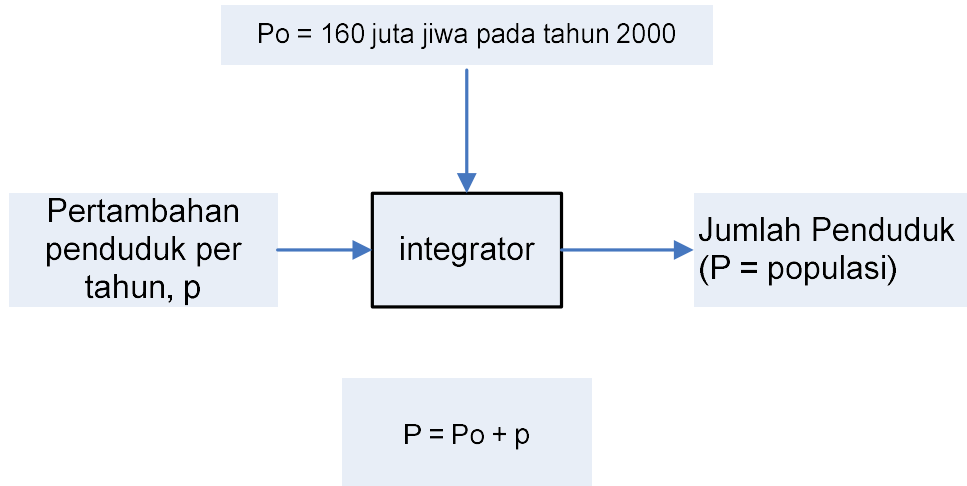 Po = 160 juta jiwa pada tahun 2000
Pertambahan
penduduk per
tahun, p
integrator
Jumlah Penduduk
(P = populasi)
P = Po + p